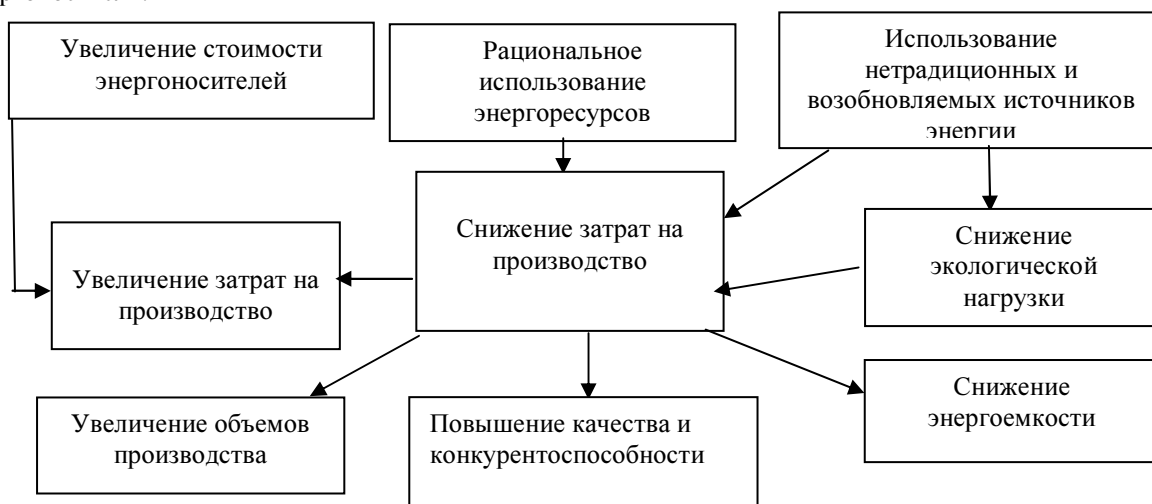 Увеличение стоимости
энергоносителей
Рациональное
использование
энергоресурсов
Использование
нетрадиционных и
возобновляемых источников
энергии
Снижение затрат на
производство
Увеличение затрат на
производство
Снижение
экологической
нагрузки
Увеличение объемов
производства
Повышение качества и
конкурентоспособности
Снижение
энергоемкости